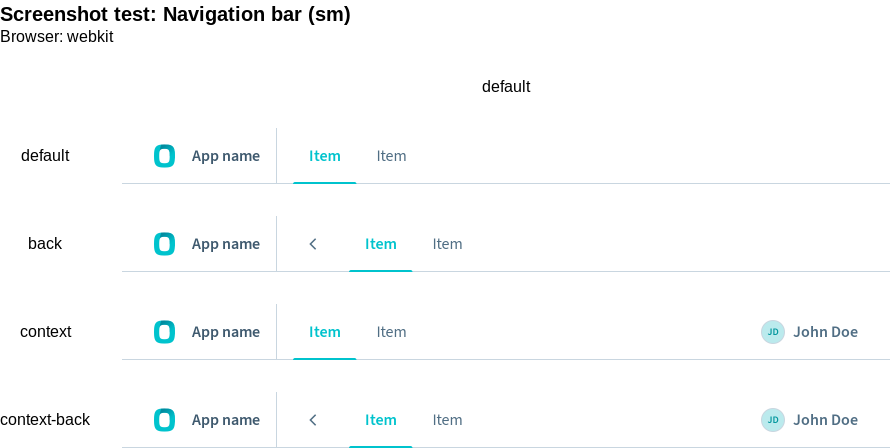 Screenshot test: Navigation bar (sm)
Browser: webkit
default
default App name Item Item
back App name Item Item
context App name Item Item JD John Doe
context-back App name Item Item JD John Doe